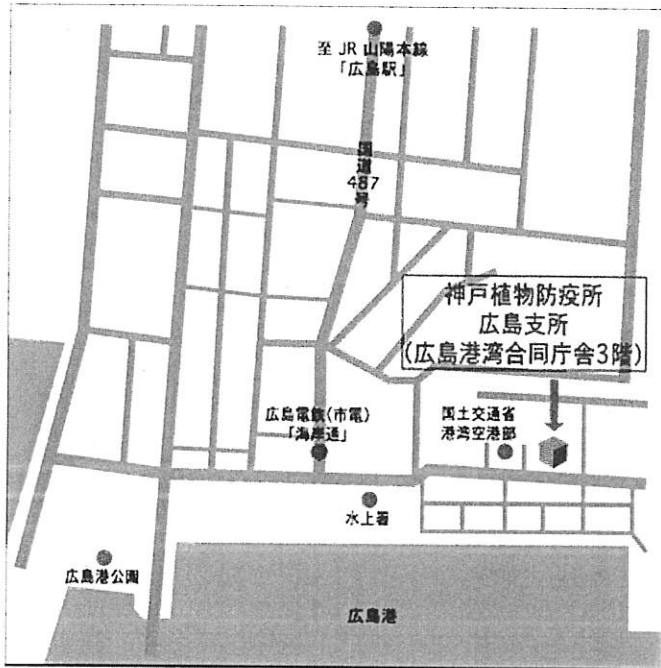 至 JR 山陽本線
「広島駅」
国道
487
号
神戸植物防疫所
広島支所
(広島港湾合同庁舎3階)
広島電鉄(市電)
「海岸通」
国土交通省
港湾空港部
水上署
広島港公園
広島港